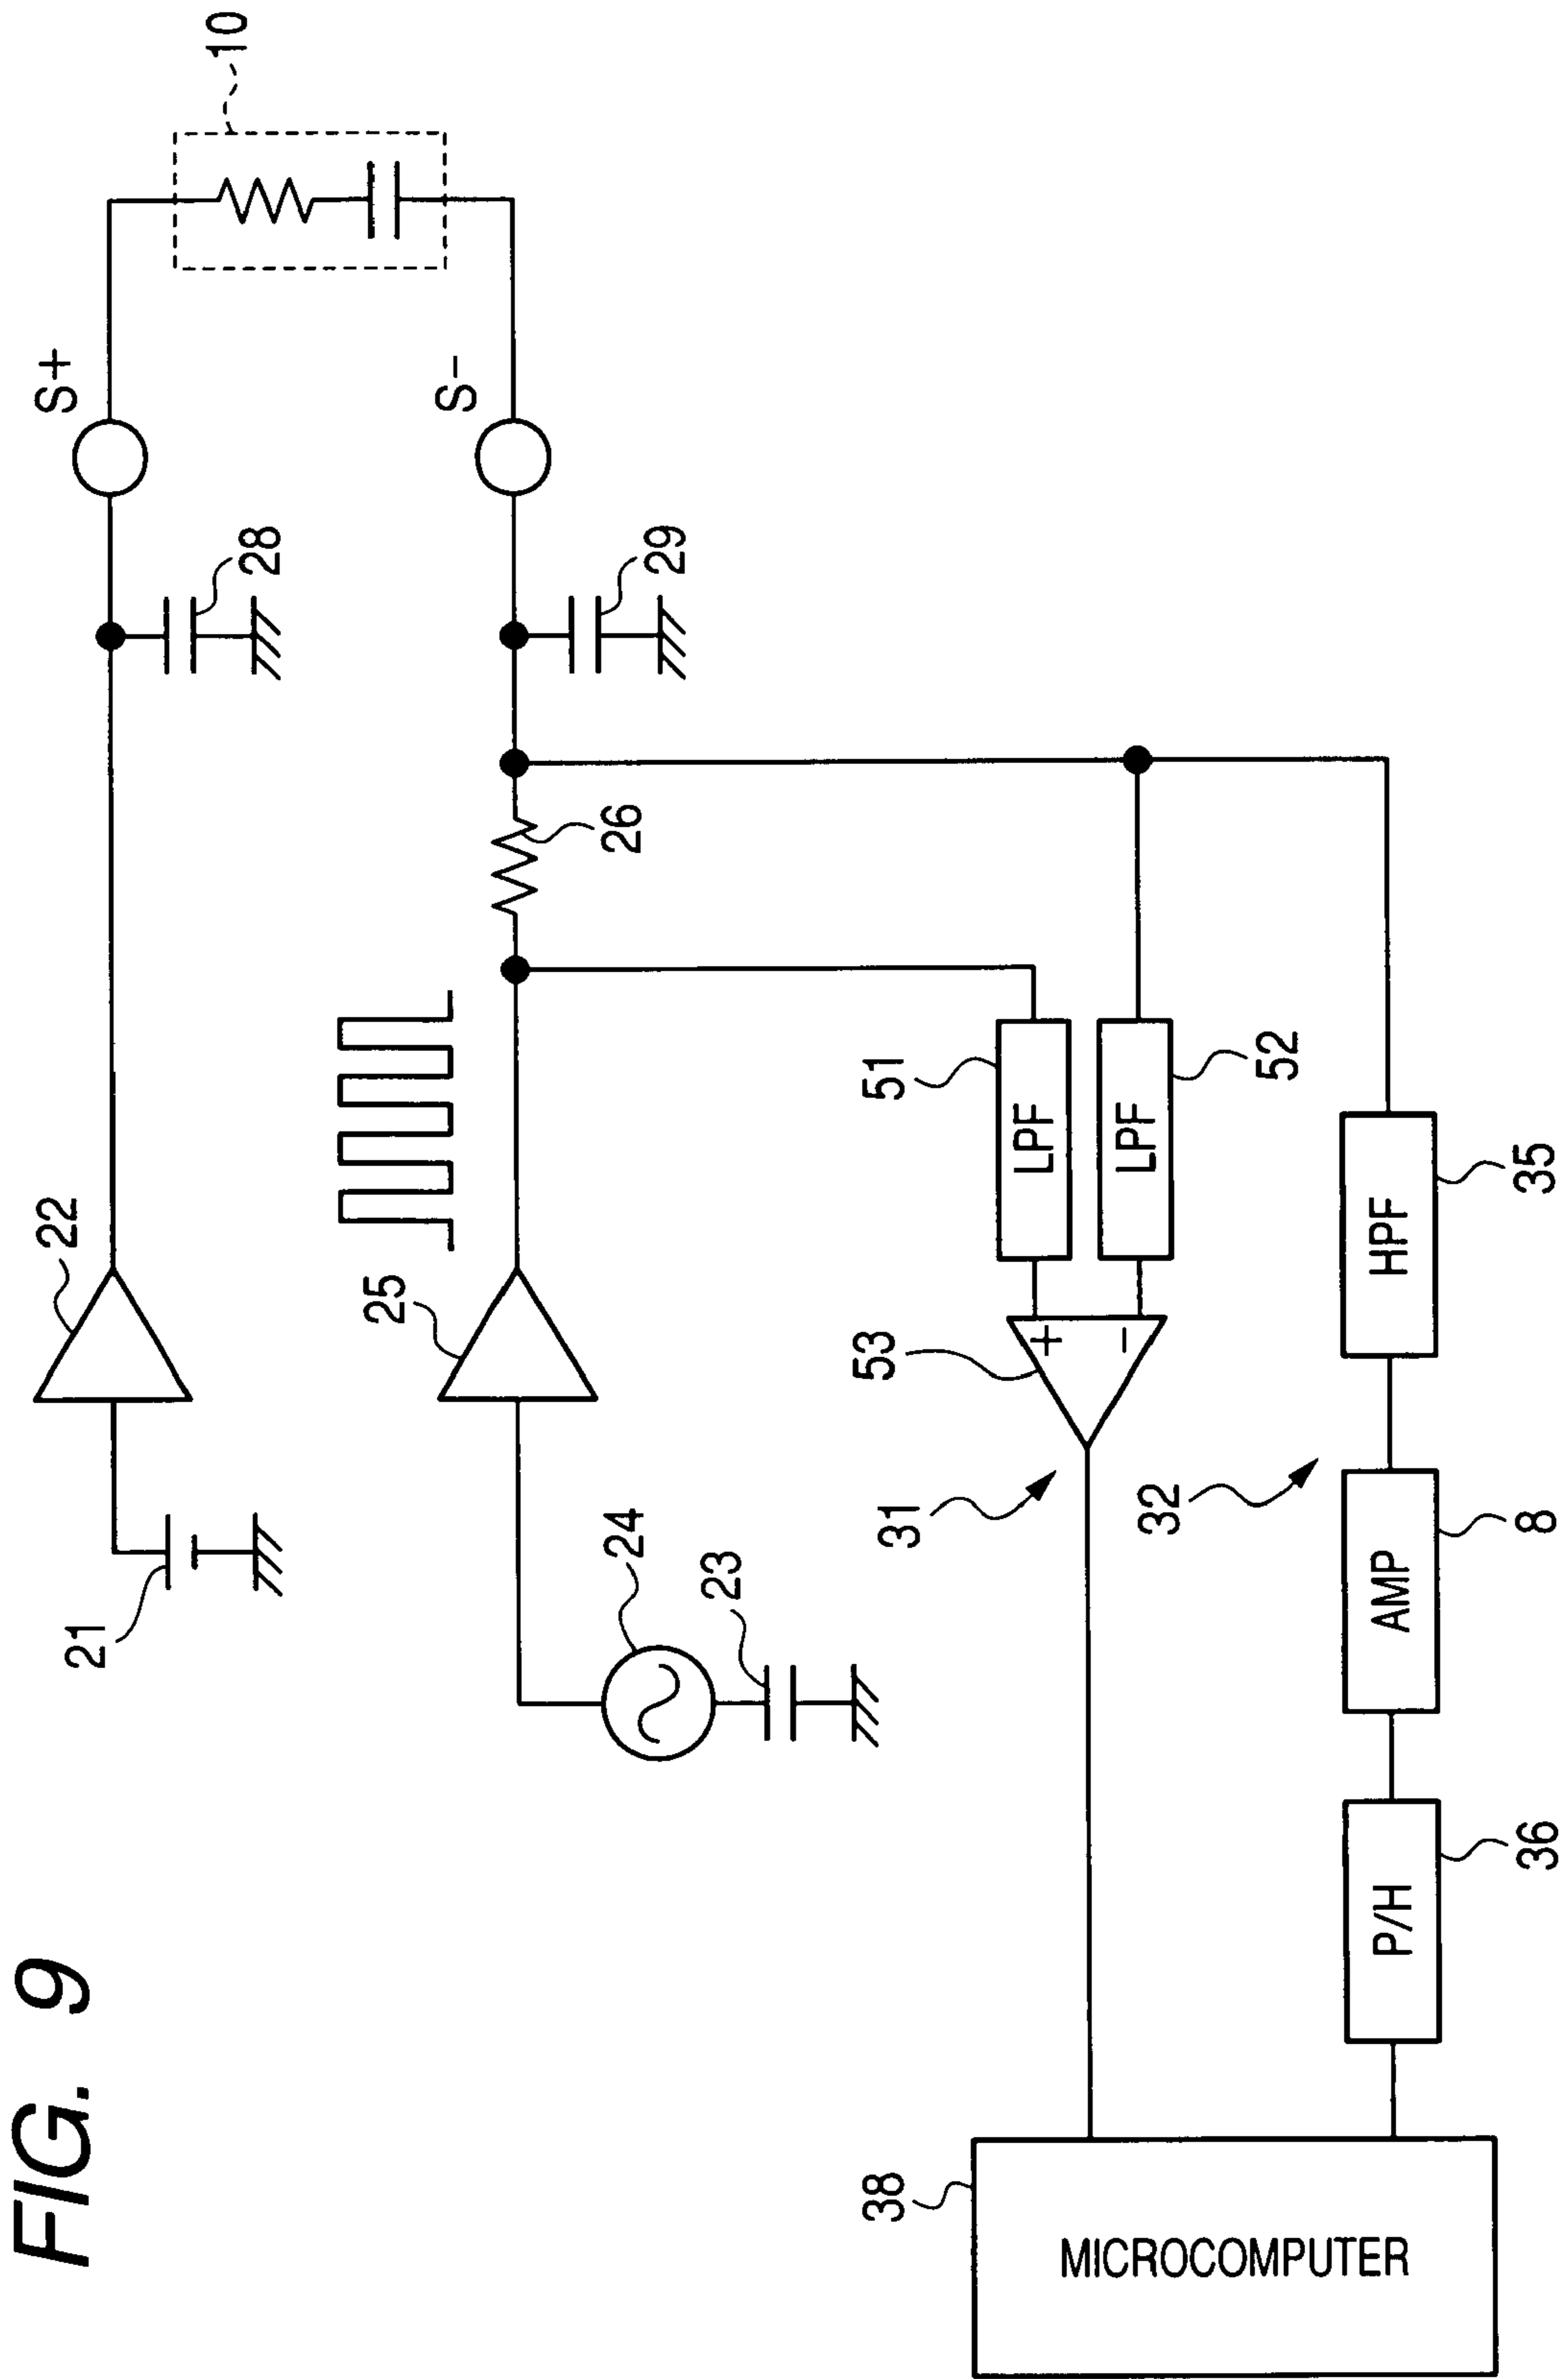 FIG. 9
21
22
28
S+
10
24
23
25
26
29
S-
31
53
51
LPF
LPF
52
32
38
MICROCOMPUTER
P/H
36
AMP
8
HPF
35
+
-